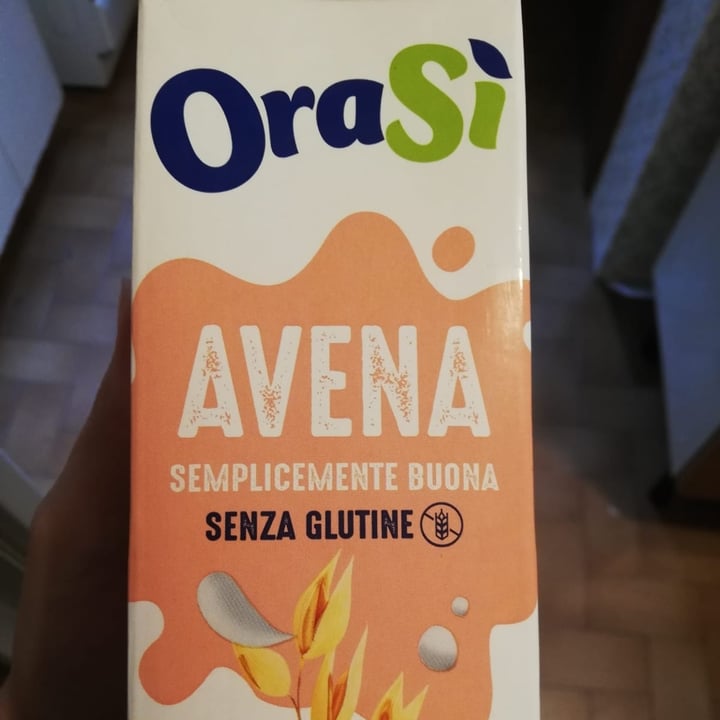 OraSì
AVENA
SEMPLICEMENTE BUONA
SENZA GLUTINE